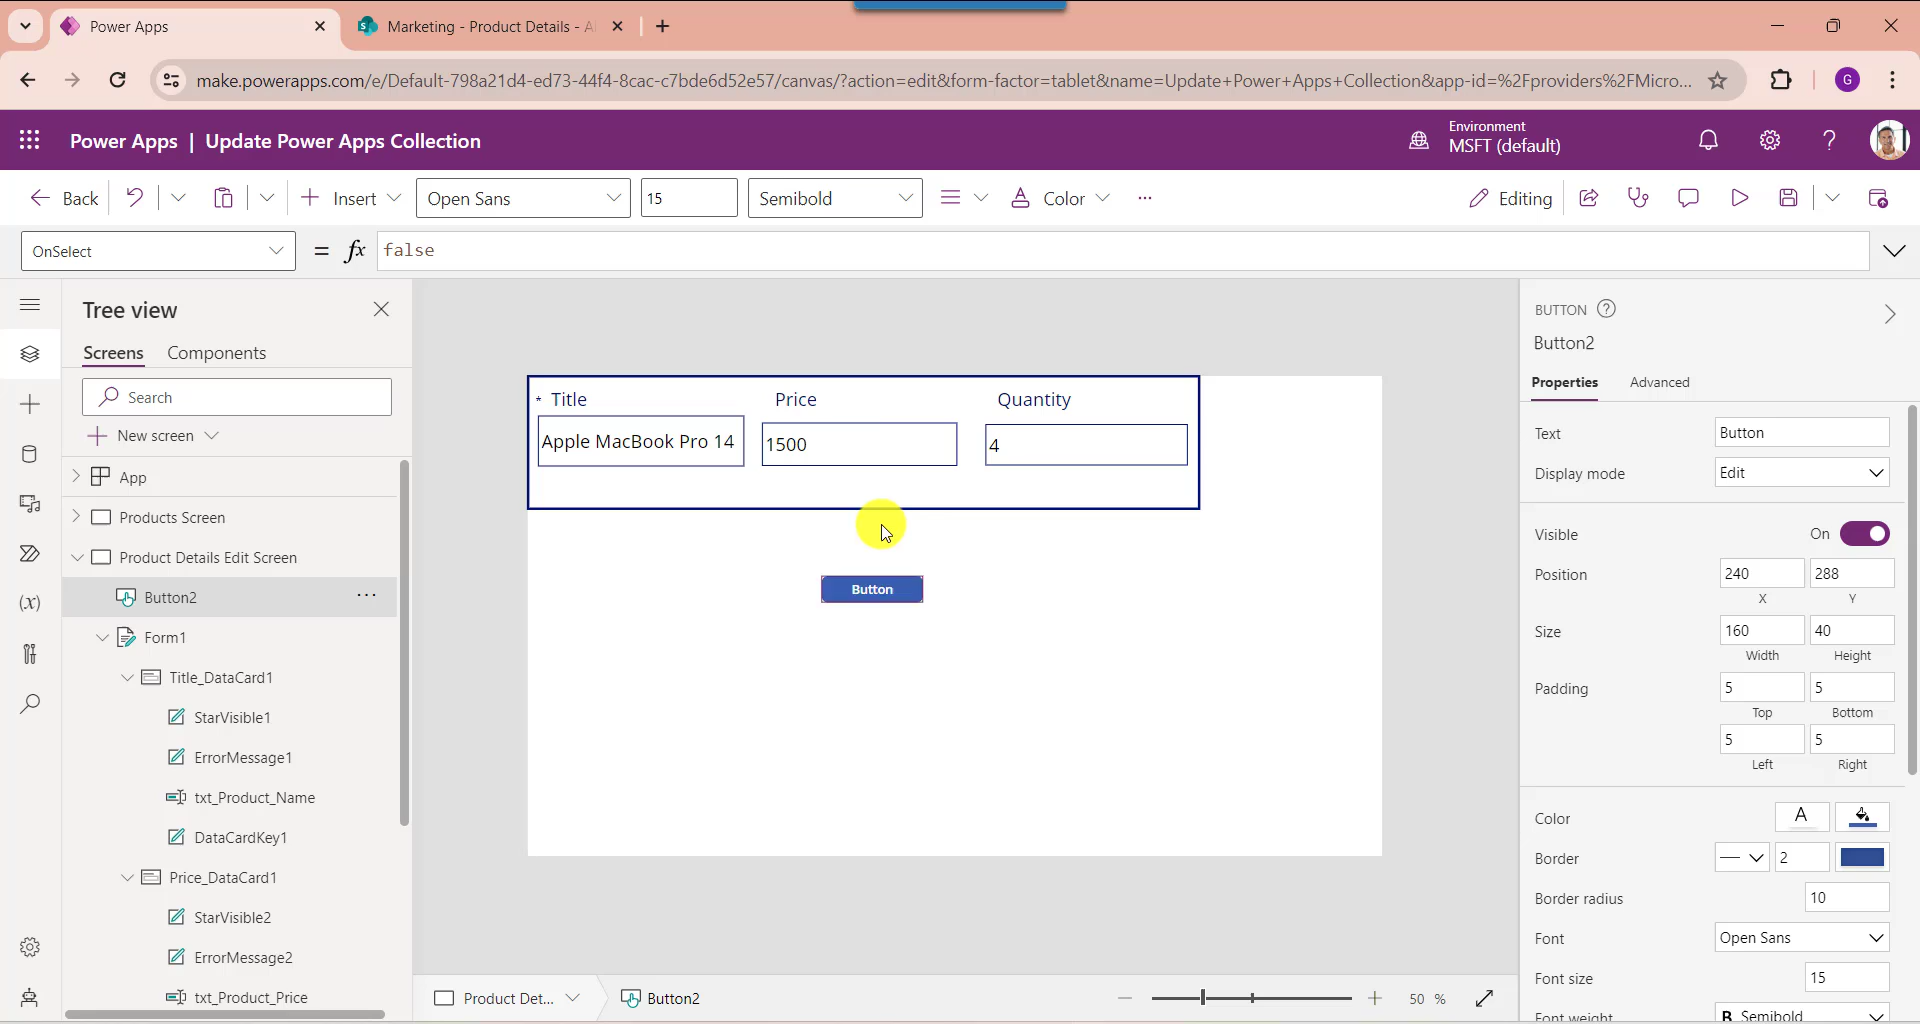 Power Apps
Marketing - Product Details - Al
make.powerapps.com/e/Default-798a21d4-ed73-44f4-8cac-c7bde6d52e57/canvas/?action=edit&form-factor=tablet&name=Update+Power+Apps+Collection&app-id=%2Fproviders%2FMicro...
G
Power Apps | Update Power Apps Collection
Environment
MSFT (default)
Back
Insert
Open Sans
15
Semibold
Color
Editing
OnSelect
= fx false
Tree view
Screens
Components
Search
New screen
App
Products Screen
Product Details Edit Screen
Button2
Form1
Title_DataCard1
StarVisible1
ErrorMessage1
txt_Product_Name
DataCardKey1
Price_DataCard1
StarVisible2
ErrorMessage2
txt_Product_Price
* Title
Price
Quantity
Apple MacBook Pro 14
1500
4
Button
Product Det...
Button2
50 %
BUTTON
Button2
Properties
Advanced
Text
Button
Display mode
Edit
Visible
On
Position
240
288
X
Y
Size
160
40
Width
Height
Padding
5
5
Top
Bottom
5
5
Left
Right
Color
A
Border
2
Border radius
10
Font
Open Sans
Font size
15
Font weight
B Semibold